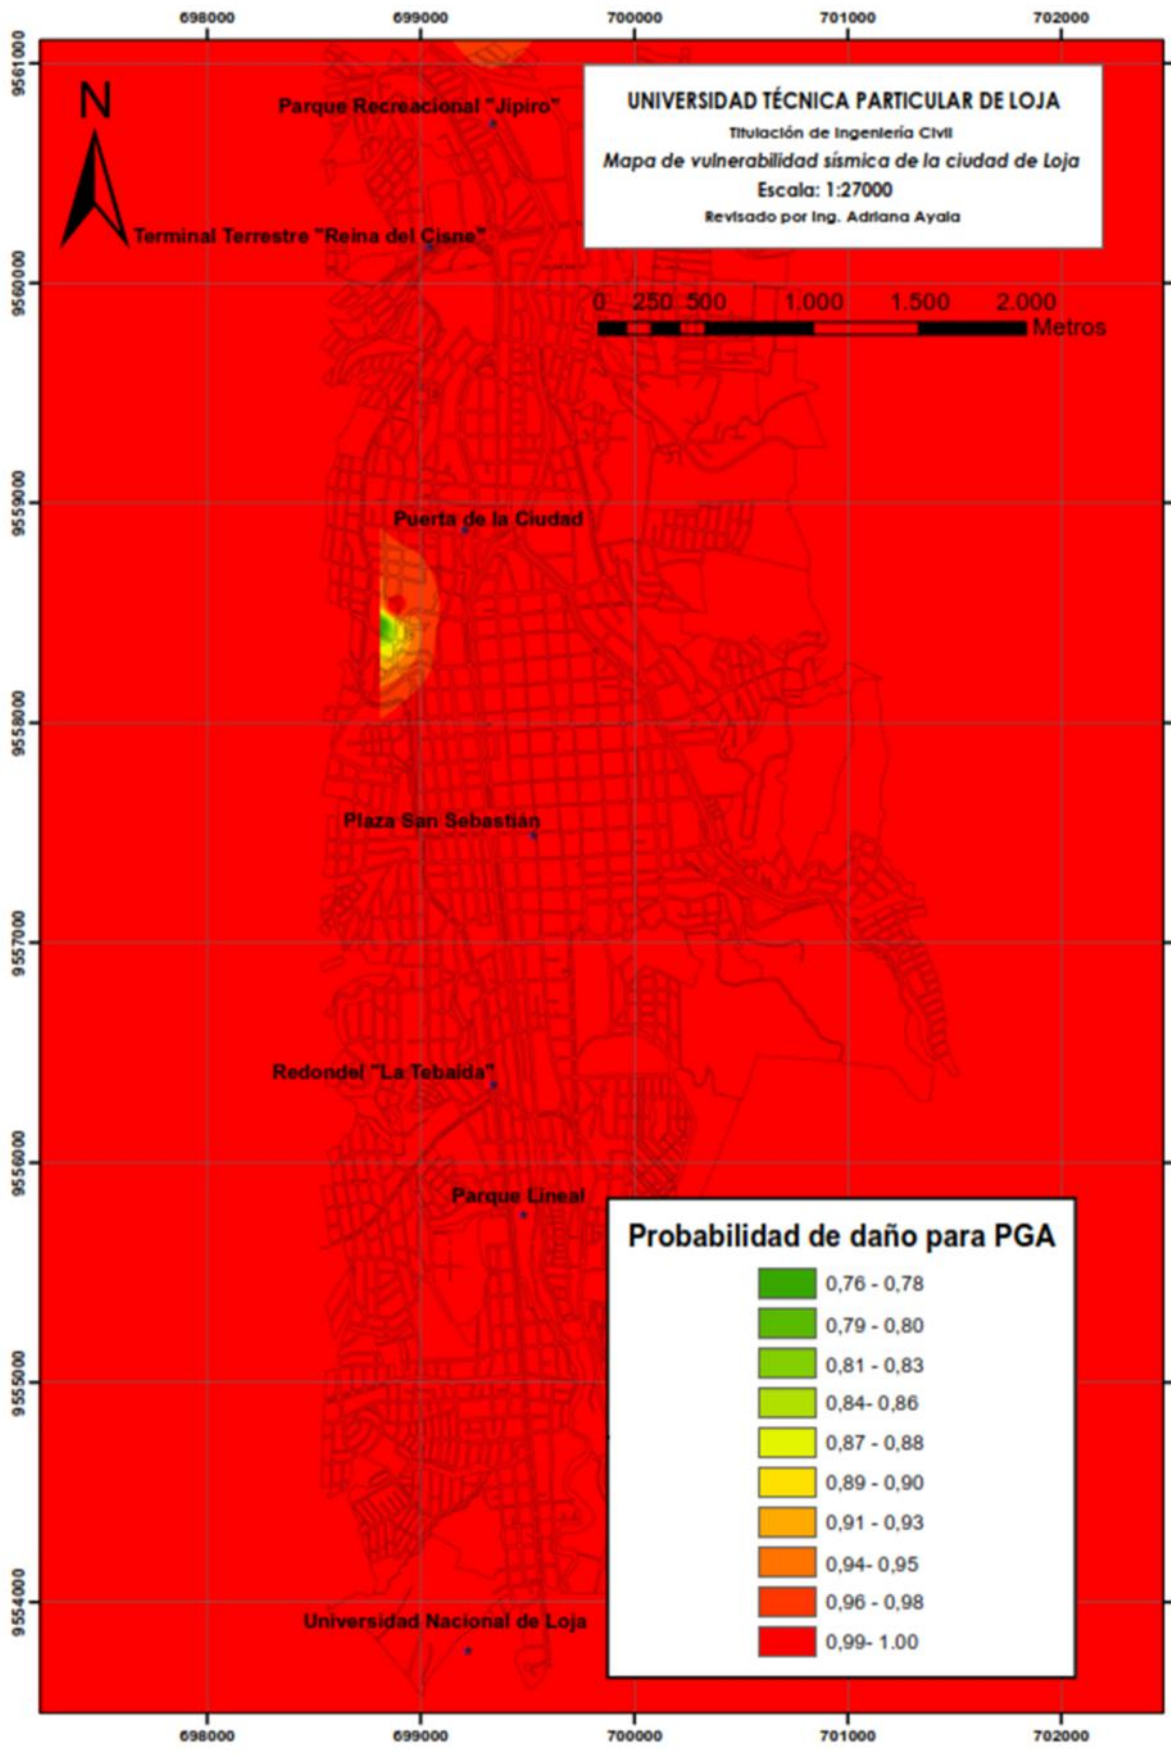 698000 699000 700000 701000 702000
9561000
N
Parque Recreacional "Jipiro"
UNIVERSIDAD TÉCNICA PARTICULAR DE LOJA
Titulación de Ingeniería Civil
Mapa de vulnerabilidad sísmica de la ciudad de Loja
Escala: 1:27000
Revisado por Ing. Adriana Ayala
Terminal Terrestre "Reina del Cisne"
9560000
0 250 500 1.000 1.500 2.000
Metros
9559000
Puerta de la Ciudad
9558000
Plaza San Sebastián
9557000
Redondel "La Tebaida"
9556000
Parque Lineal
Probabilidad de daño para PGA
0,76 - 0,78
0,79 - 0,80
0,81 - 0,83
0,84- 0,86
0,87 - 0,88
0,89 - 0,90
0,91 - 0,93
0,94- 0,95
0,96 - 0,98
0,99- 1.00
9555000
9554000
Universidad Nacional de Loja
698000 699000 700000 701000 702000